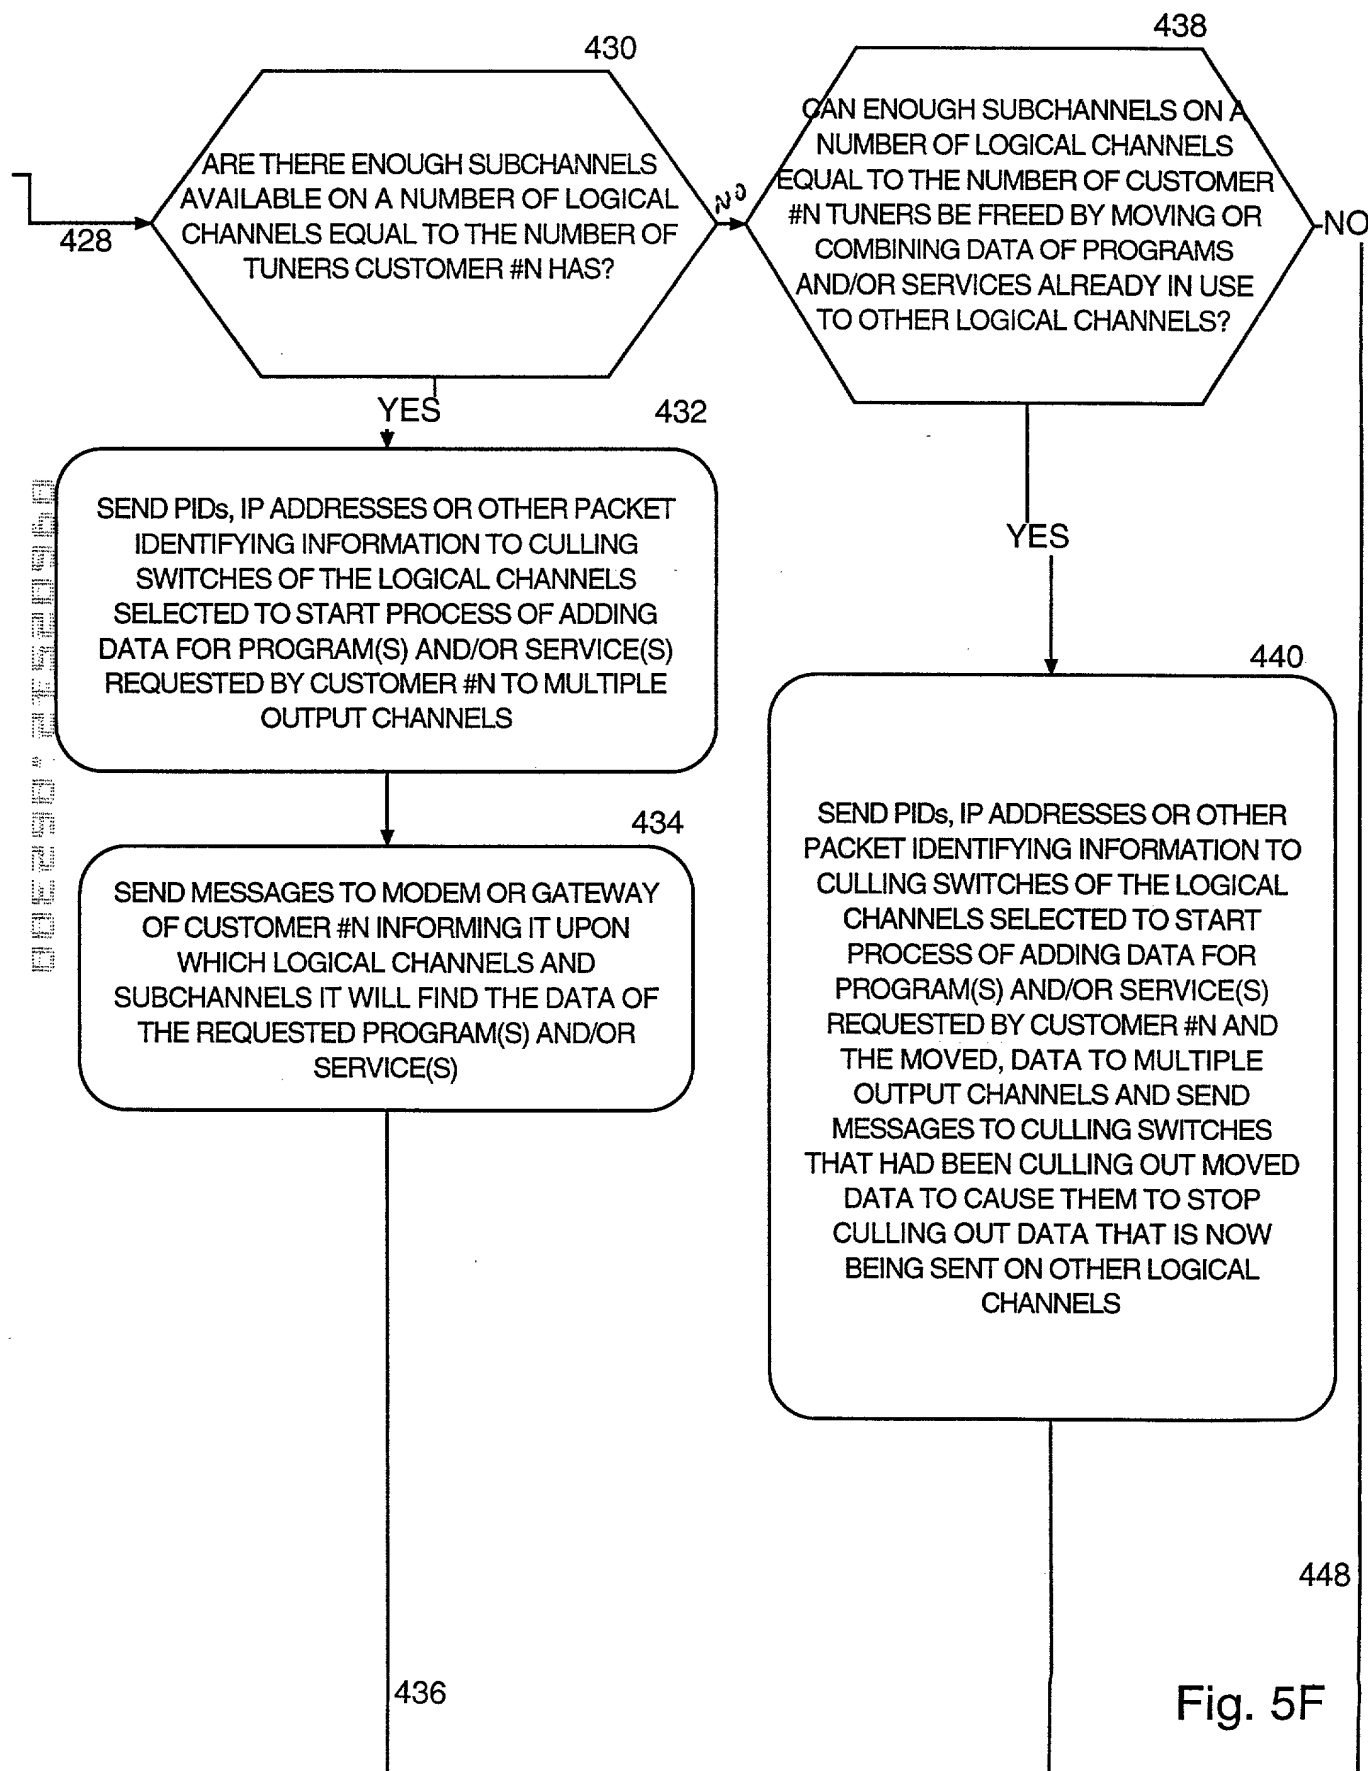 430
ARE THERE ENOUGH SUBCHANNELS
AVAILABLE ON A NUMBER OF LOGICAL
CHANNELS EQUAL TO THE NUMBER OF
TUNERS CUSTOMER #N HAS?
428
NO
438
CAN ENOUGH SUBCHANNELS ON A
NUMBER OF LOGICAL CHANNELS
EQUAL TO THE NUMBER OF CUSTOMER
#N TUNERS BE FREED BY MOVING OR
COMBINING DATA OF PROGRAMS
AND/OR SERVICES ALREADY IN USE
TO OTHER LOGICAL CHANNELS?
NO
YES
432
SEND PIDs, IP ADDRESSES OR OTHER PACKET
IDENTIFYING INFORMATION TO CULLING
SWITCHES OF THE LOGICAL CHANNELS
SELECTED TO START PROCESS OF ADDING
DATA FOR PROGRAM(S) AND/OR SERVICE(S)
REQUESTED BY CUSTOMER #N TO MULTIPLE
OUTPUT CHANNELS
434
SEND MESSAGES TO MODEM OR GATEWAY
OF CUSTOMER #N INFORMING IT UPON
WHICH LOGICAL CHANNELS AND
SUBCHANNELS IT WILL FIND THE DATA OF
THE REQUESTED PROGRAM(S) AND/OR
SERVICE(S)
436
YES
440
SEND PIDs, IP ADDRESSES OR OTHER
PACKET IDENTIFYING INFORMATION TO
CULLING SWITCHES OF THE LOGICAL
CHANNELS SELECTED TO START
PROCESS OF ADDING DATA FOR
PROGRAM(S) AND/OR SERVICE(S)
REQUESTED BY CUSTOMER #N AND
THE MOVED, DATA TO MULTIPLE
OUTPUT CHANNELS AND SEND
MESSAGES TO CULLING SWITCHES
THAT HAD BEEN CULLING OUT MOVED
DATA TO CAUSE THEM TO STOP
CULLING OUT DATA THAT IS NOW
BEING SENT ON OTHER LOGICAL
CHANNELS
448
Fig. 5F